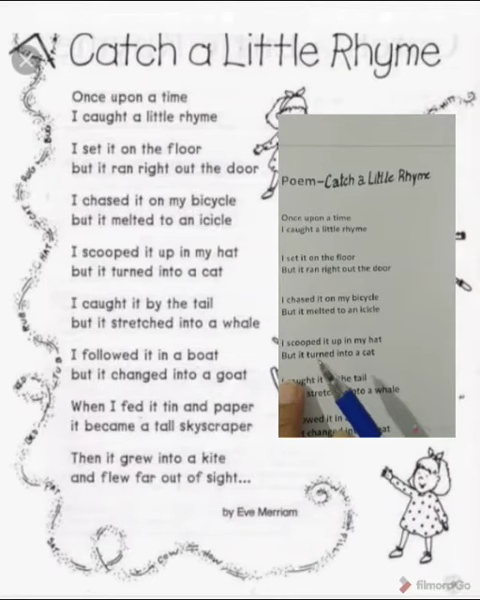 Catch a Little Rhyme
Once upon a time
I caught a little rhyme
I set it on the floor
but it ran right out the door
I chased it on my bicycle
but it melted to an icicle
I scooped it up in my hat
but it turned into a cat
I caught it by the tail
but it stretched into a whale
I followed it in a boat
but it changed into a goat
When I fed it tin and paper
it became a tall skyscraper
Then it grew into a kite
and flew far out of sight...
by Eve Merriam
Poem-Catch a Little Rhyme
Once upon a time
I caught a little rhyme
I set it on the floor
But it ran right out the door
I chased it on my bicycle
But it melted to an icicle
I scooped it up in my hat
But it turned into a cat
it the tail
into a whale
it in
filmoraGo